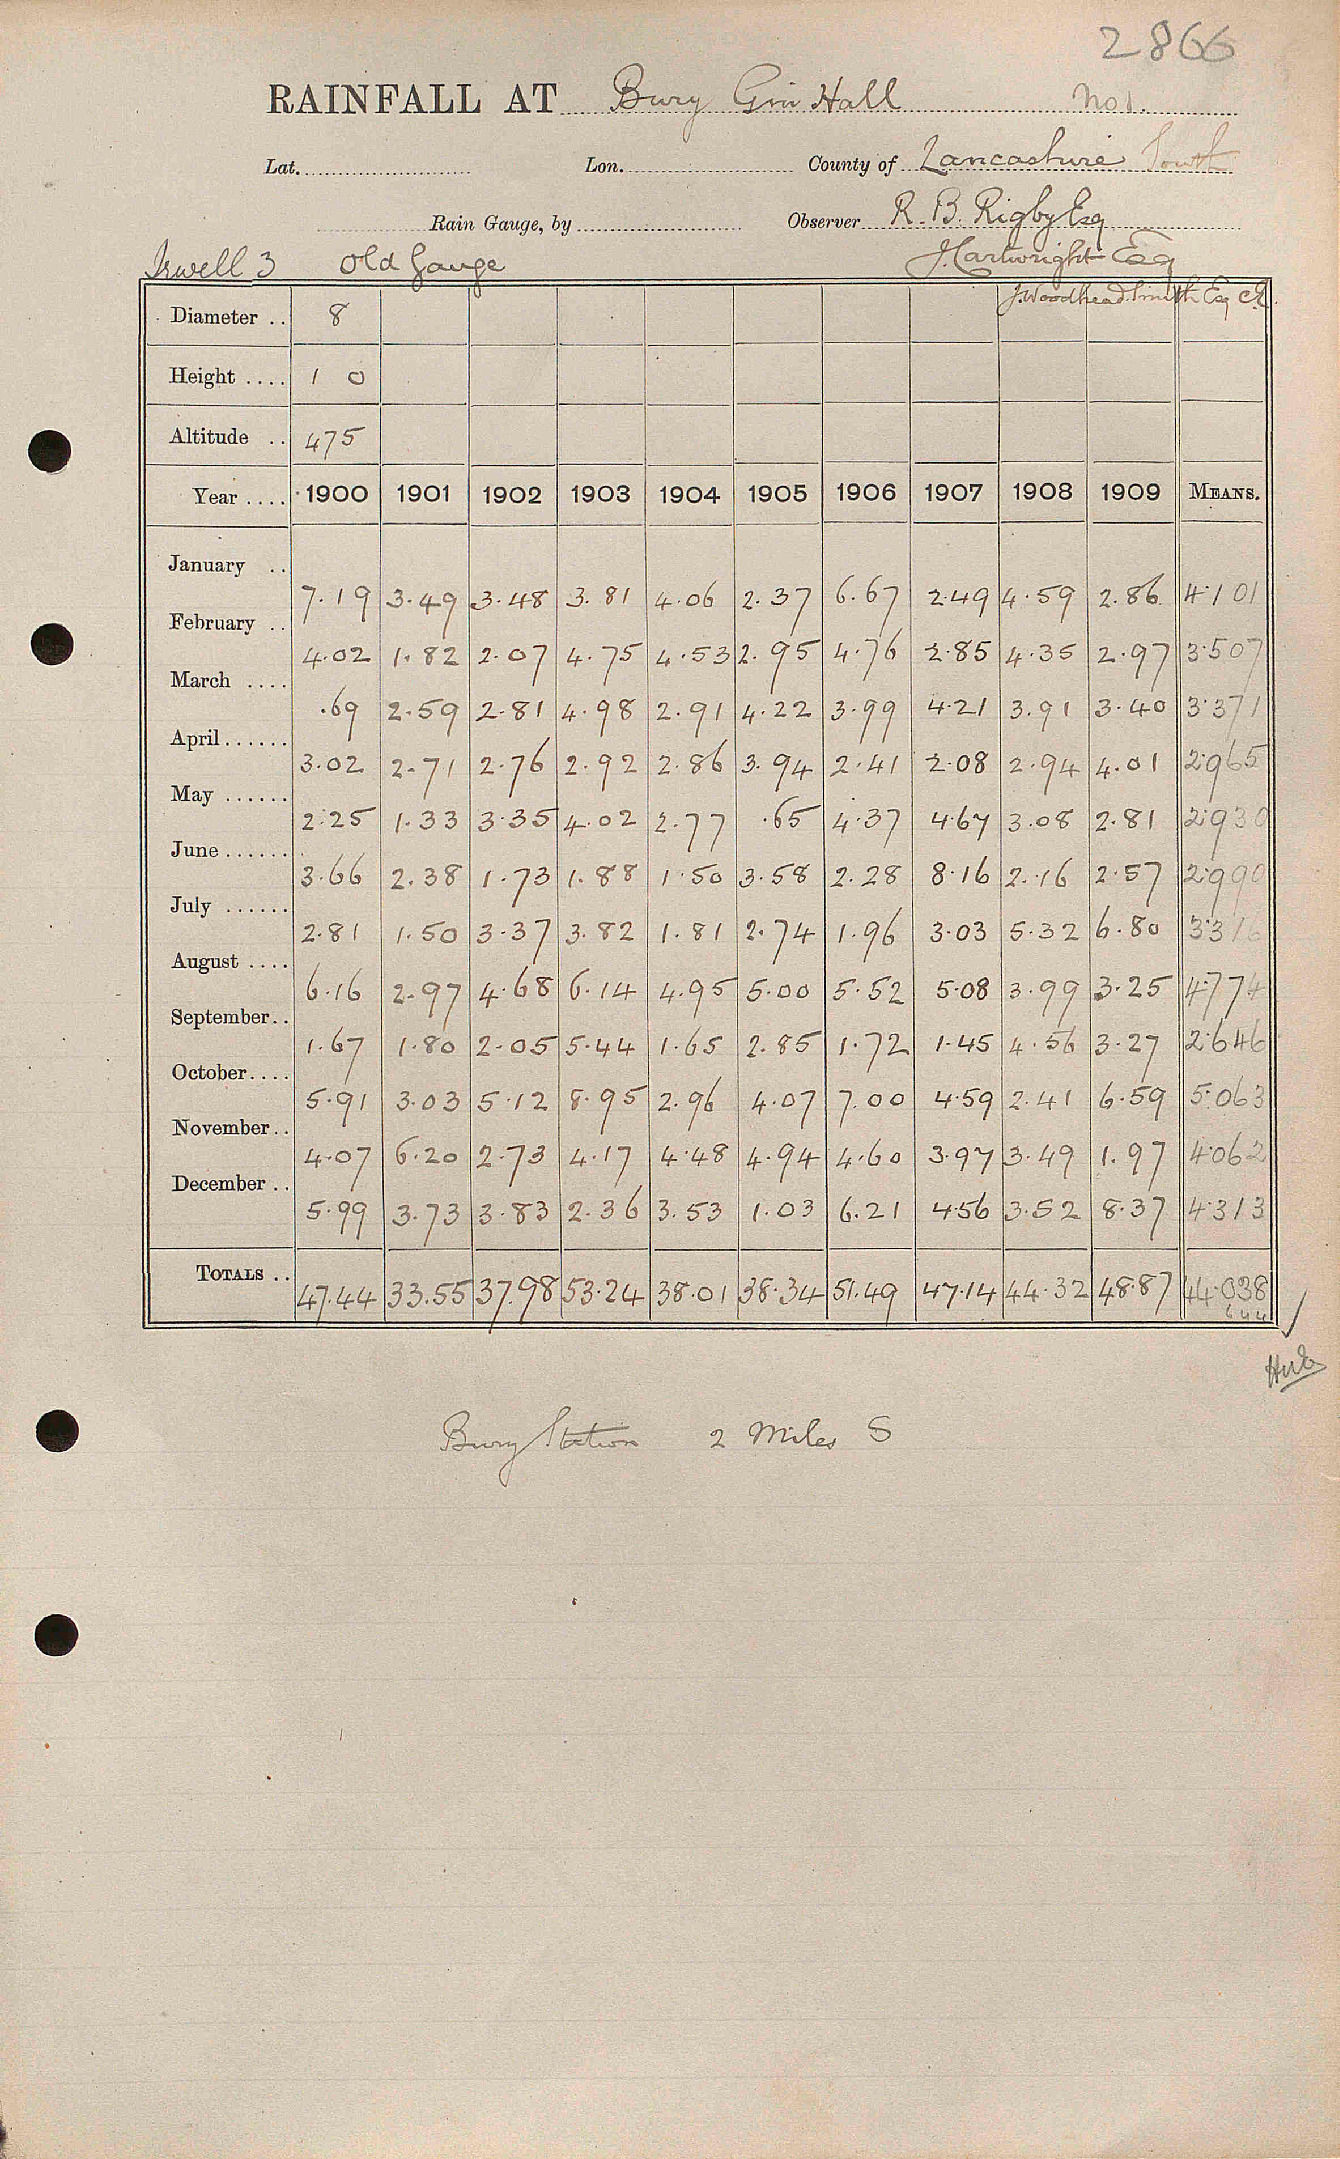 2866
RAINFALL AT Bury Gin Hall No 1.
Lat. Lon. County of Lancashire South
Rain Gauge, by Observer R. B. Rigby Esq
Irwell 3 Old Gauge J. Cartwright Esq
J. Woodhead Smith Esq CE
Diameter .. 8
Height .... 1 0
Altitude .. 475
Year .... 1900 1901 1902 1903 1904 1905 1906 1907 1908 1909 MEANS.
January .. 7.19 3.49 3.48 3.81 4.06 2.37 6.67 2.49 4.59 2.86 4.101
February .. 4.02 1.82 2.07 4.75 4.53 2.95 4.76 2.85 4.35 2.97 3.507
March .... .69 2.59 2.81 4.98 2.91 4.22 3.99 4.21 3.91 3.40 3.371
April ...... 3.02 2.71 2.76 2.92 2.86 3.94 2.41 2.08 2.94 4.01 2.965
May ...... 2.25 1.33 3.35 4.02 2.77 .65 4.37 4.67 3.08 2.81 2.930
June ...... 3.66 2.38 1.73 1.88 1.50 3.58 2.28 8.16 2.16 2.57 2.990
July ...... 2.81 1.50 3.37 3.82 1.81 2.74 1.96 3.03 5.32 6.80 3.316
August .... 6.16 2.97 4.68 6.14 4.95 5.00 5.52 5.08 3.99 3.25 4.774
September .. 1.67 1.80 2.05 5.44 1.65 2.85 1.72 1.45 4.56 3.27 2.646
October .... 5.91 3.03 5.12 8.95 2.96 4.07 7.00 4.59 2.41 6.59 5.063
November .. 4.07 6.20 2.73 4.17 4.48 4.94 4.60 3.97 3.49 1.97 4.062
December .. 5.99 3.73 3.83 2.36 3.53 1.03 6.21 4.56 3.52 8.37 4.313
TOTALS .. 47.44 33.55 37.98 53.24 38.01 38.34 51.49 47.14 44.32 48.87 44.038
Bury Station 2 Miles S